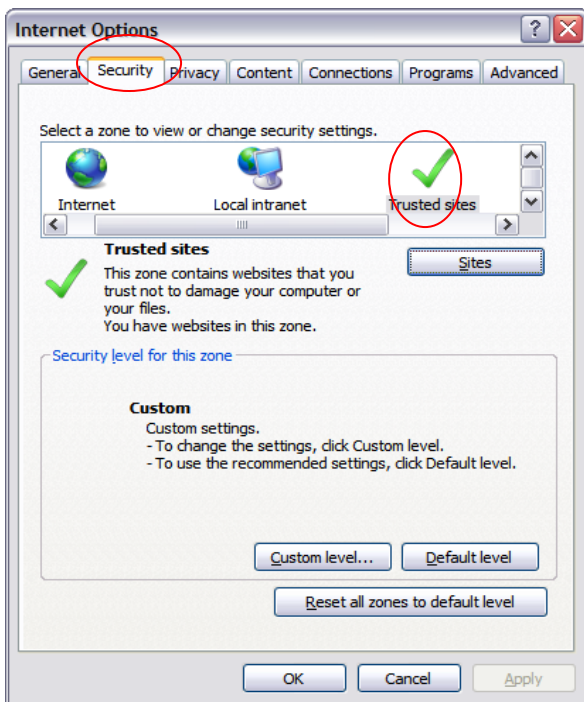 Internet Options
General Security Privacy Content Connections Programs Advanced
Select a zone to view or change security settings.
Internet Local intranet Trusted sites
Trusted sites
Sites
This zone contains websites that you
trust not to damage your computer or
your files.
You have websites in this zone.
Security level for this zone
Custom
Custom settings.
- To change the settings, click Custom level.
- To use the recommended settings, click Default level.
Custom level... Default level
Reset all zones to default level
OK Cancel Apply